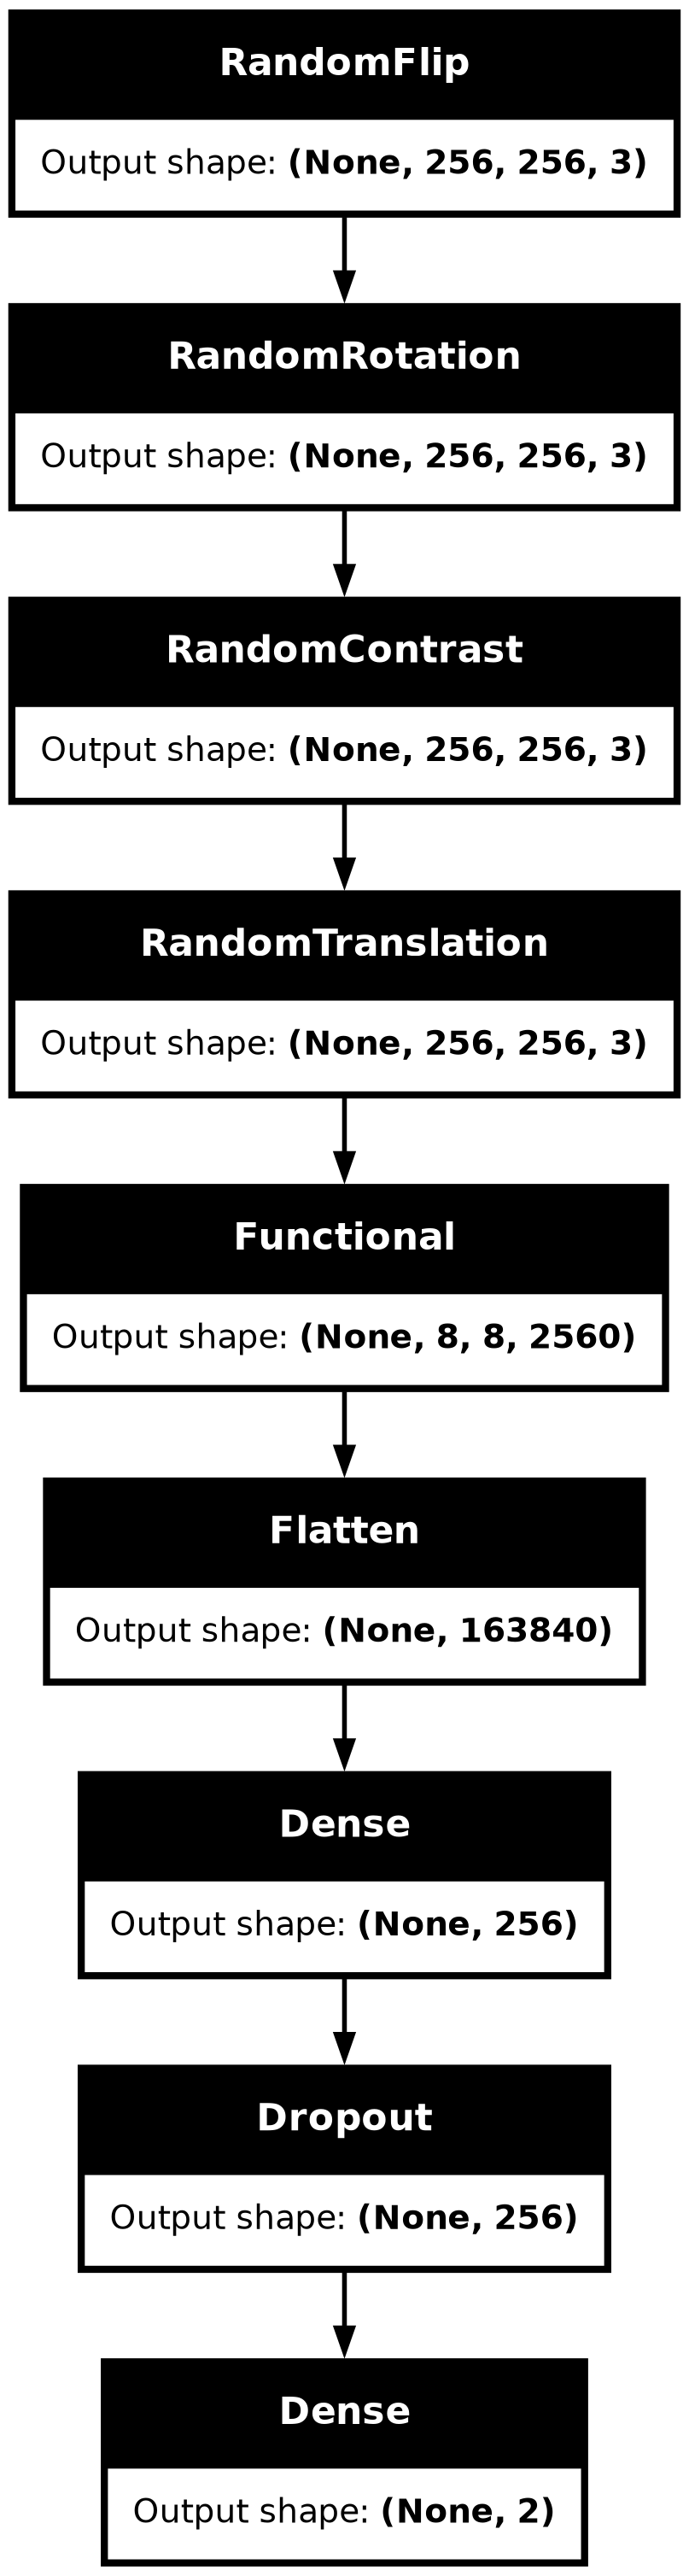 RandomFlip
Output shape: (None, 256, 256, 3)
RandomRotation
Output shape: (None, 256, 256, 3)
RandomContrast
Output shape: (None, 256, 256, 3)
RandomTranslation
Output shape: (None, 256, 256, 3)
Functional
Output shape: (None, 8, 8, 2560)
Flatten
Output shape: (None, 163840)
Dense
Output shape: (None, 256)
Dropout
Output shape: (None, 256)
Dense
Output shape: (None, 2)